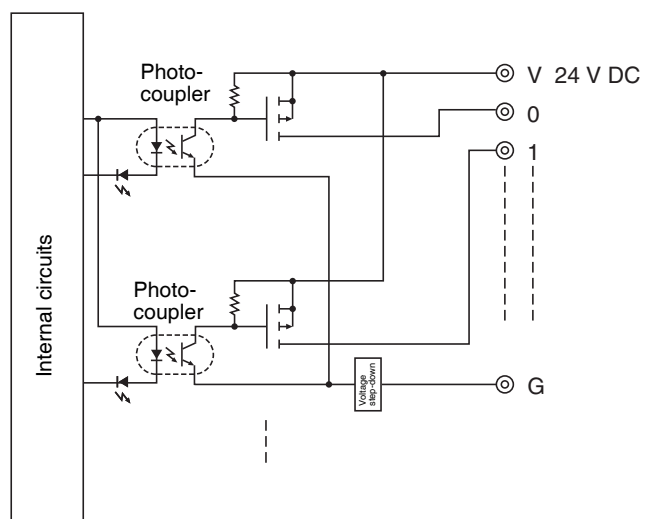 Photo-
coupler
V 24 V DC
0
1
Internal circuits
Photo-
coupler
Voltage
step-down
G